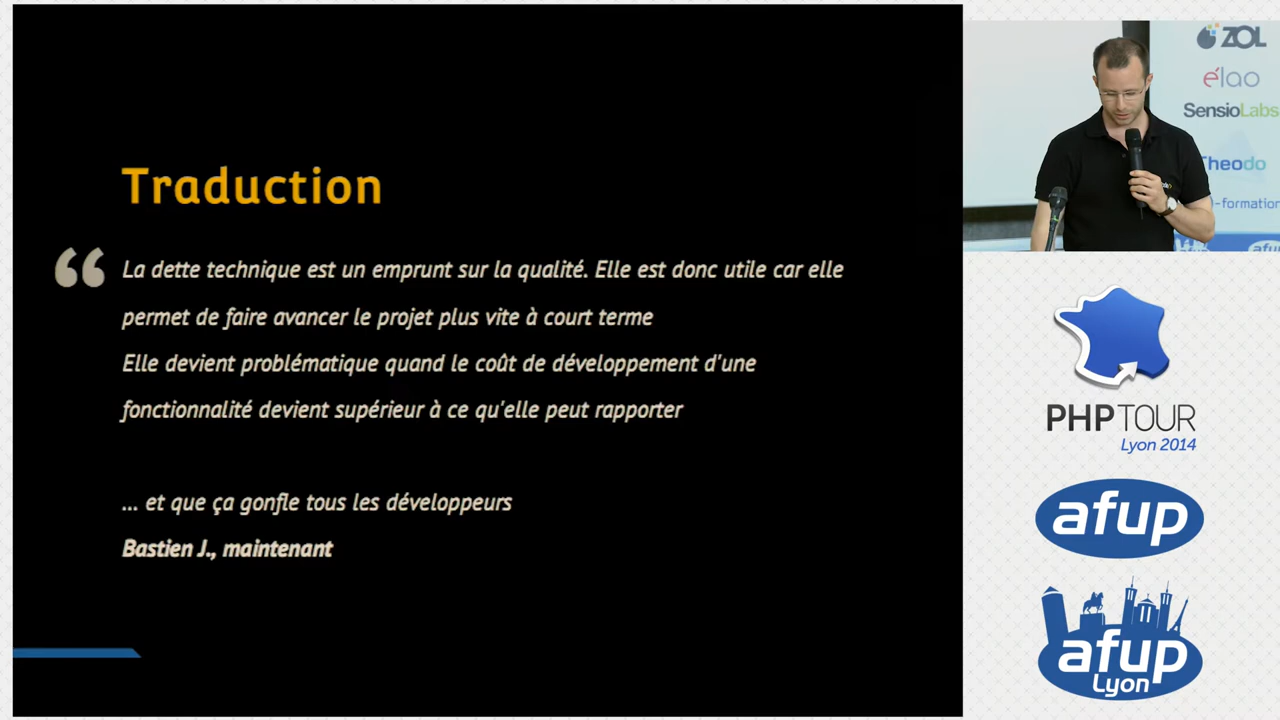 Traduction
“ La dette technique est un emprunt sur la qualité. Elle est donc utile car elle
permet de faire avancer le projet plus vite à court terme
Elle devient problématique quand le coût de développement d'une
fonctionnalité devient supérieur à ce qu'elle peut rapporter
... et que ça gonfle tous les développeurs
Bastien J., maintenant
ZOL
élao
SensioLabs
Theodo
-formation
PHPTOUR
Lyon 2014
afup
afup
Lyon